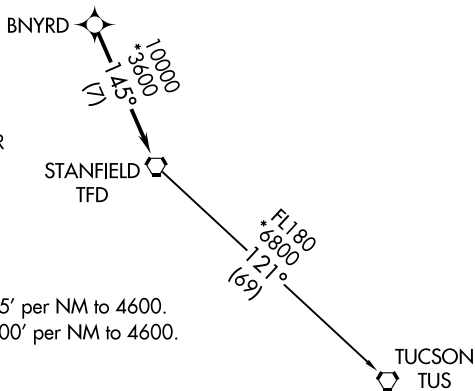 BNYRD
10000
*3600
145°
(7)
R
STANFIELD
TFD
FL180
*6800
121°
(69)
5' per NM to 4600.
00' per NM to 4600.
TUCSON
TUS